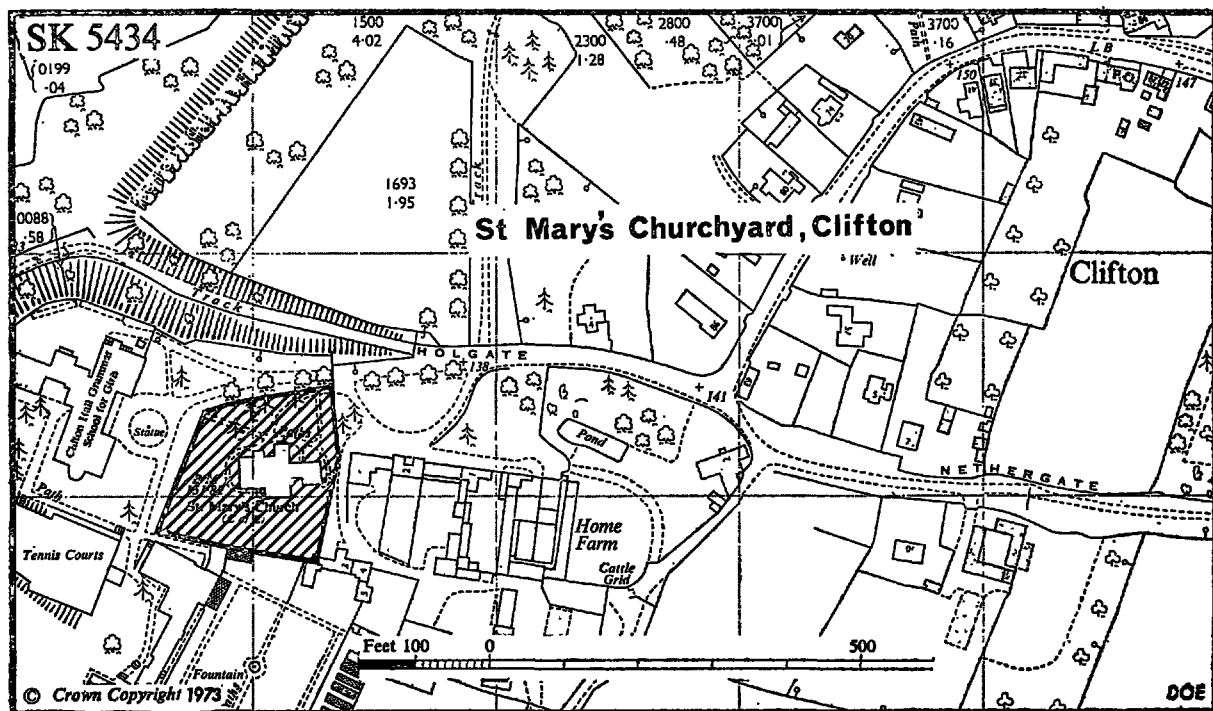 SK 5434
0199
·04
1500
4·02
2300
1·28
2800
·48
3700
·01
3700
·16
Path
LB
150
147
Track
1693
1·95
St Mary's Churchyard, Clifton
0088
·58
Well
Clifton
Track
HOLGATE
138
141
Clifton Hall Grammar
School for Girls
Statue
Pond
NETHERGATE
Path
St. Mary's Church
Tennis Courts
Home
Farm
Cattle
Grid
Feet 100 0 500
Fountain
© Crown Copyright 1973
DOE